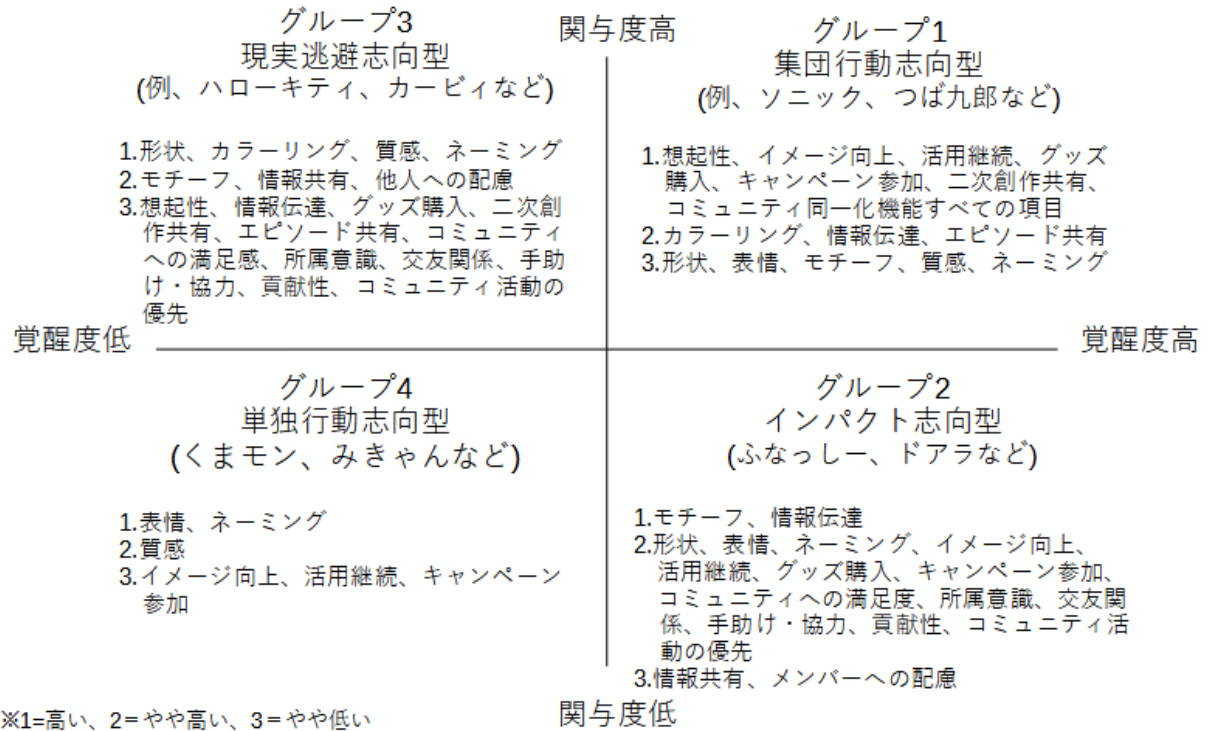 関与度高
グループ3
現実逃避志向型
(例、ハローキティ、カービィなど)
1.形状、カラーリング、質感、ネーミング
2.モチーフ、情報共有、他人への配慮
3.想起性、情報伝達、グッズ購入、二次創
作共有、エピソード共有、コミュニティ
への満足感、所属意識、交友関係、手助
け・協力、貢献性、コミュニティ活動の
優先
グループ1
集団行動志向型
(例、ソニック、つば九郎など)
1.想起性、イメージ向上、活用継続、グッズ
購入、キャンペーン参加、二次創作共有、
コミュニティ同一化機能すべての項目
2.カラーリング、情報伝達、エピソード共有
3.形状、表情、モチーフ、質感、ネーミング
覚醒度低
覚醒度高
グループ4
単独行動志向型
(くまモン、みきゃんなど)
1.表情、ネーミング
2.質感
3.イメージ向上、活用継続、キャンペーン
参加
グループ2
インパクト志向型
(ふなっしー、ドアラなど)
1.モチーフ、情報伝達
2.形状、表情、ネーミング、イメージ向上、
活用継続、グッズ購入、キャンペーン参加、
コミュニティへの満足度、所属意識、交友関
係、手助け・協力、貢献性、コミュニティ活
動の優先
3.情報共有、メンバーへの配慮
関与度低
※1=高い、2=やや高い、3=やや低い